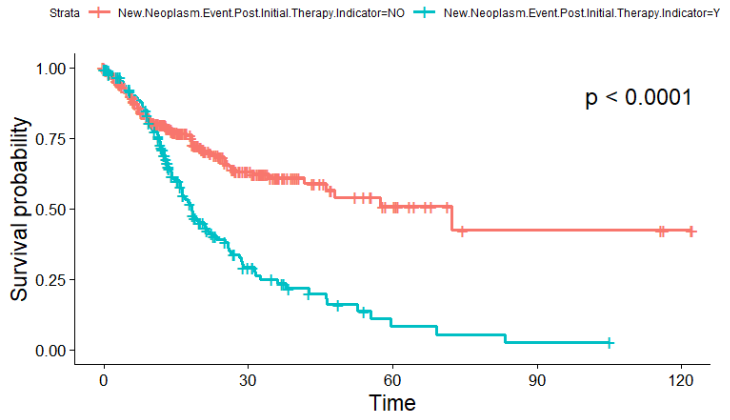 Strata New.Neoplasm.Event.Post.Initial.Therapy.Indicator=NO New.Neoplasm.Event.Post.Initial.Therapy.Indicator=Y
p < 0.0001
Survival probability
1.00
0.75
0.50
0.25
0.00
0 30 60 90 120
Time